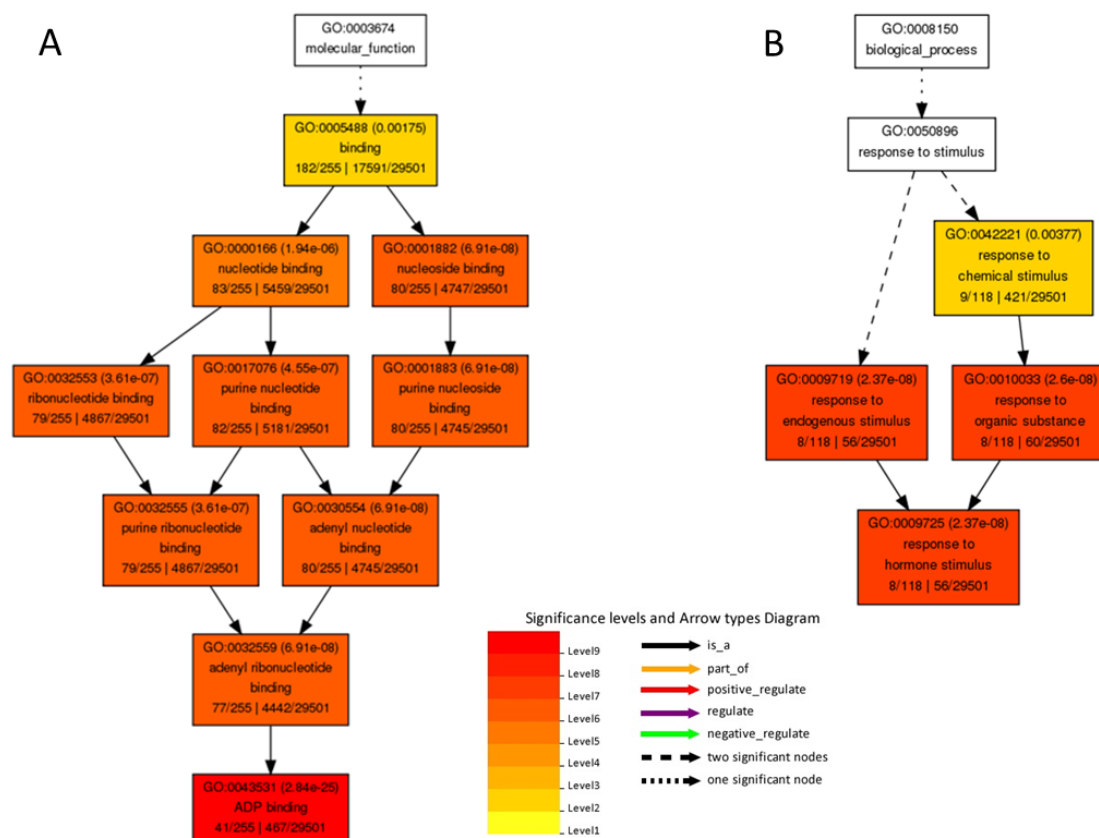 A
GO:0003674
molecular_function
GO:0005488 (0.00175)
binding
182/255 | 17591/29501
GO:0000166 (1.94e-06)
nucleotide binding
83/255 | 5459/29501
GO:0001882 (6.91e-08)
nucleoside binding
80/255 | 4747/29501
GO:0032553 (3.61e-07)
ribonucleotide binding
79/255 | 4867/29501
GO:0017076 (4.55e-07)
purine nucleotide
binding
82/255 | 5181/29501
GO:0001883 (6.91e-08)
purine nucleoside
binding
80/255 | 4745/29501
GO:0032555 (3.61e-07)
purine ribonucleotide
binding
79/255 | 4867/29501
GO:0030554 (6.91e-08)
adenyl nucleotide
binding
80/255 | 4745/29501
GO:0032559 (6.91e-08)
adenyl ribonucleotide
binding
77/255 | 4442/29501
GO:0043531 (2.84e-25)
ADP binding
41/255 | 467/29501
B
GO:0008150
biological_process
GO:0050896
response to stimulus
GO:0042221 (0.00377)
response to
chemical stimulus
9/118 | 421/29501
GO:0009719 (2.37e-08)
response to
endogenous stimulus
8/118 | 56/29501
GO:0010033 (2.6e-08)
response to
organic substance
8/118 | 60/29501
GO:0009725 (2.37e-08)
response to
hormone stimulus
8/118 | 56/29501
Significance levels and Arrow types Diagram
Level9
Level8
Level7
Level6
Level5
Level4
Level3
Level2
Level1
is_a
part_of
positive_regulate
regulate
negative_regulate
two significant nodes
one significant node